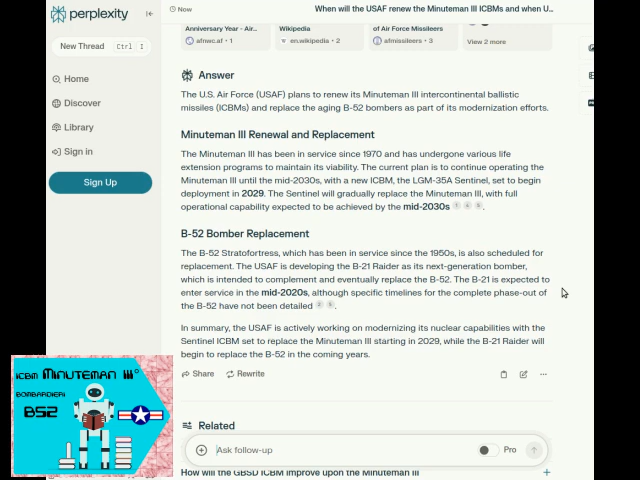 perplexity
Now
When will the USAF renew the Minuteman III ICBMs and when U...
New Thread
Ctrl
I
Home
Discover
Library
Sign in
Sign Up
Anniversary Year - Air...
afnwc.af • 1
Wikipedia
en.wikipedia • 2
of Air Force Missileers
afmissileers • 3
View 2 more
Answer
The U.S. Air Force (USAF) plans to renew its Minuteman III intercontinental ballistic
missiles (ICBMs) and replace the aging B-52 bombers as part of its modernization efforts.
Minuteman III Renewal and Replacement
The Minuteman III has been in service since 1970 and has undergone various life
extension programs to maintain its viability. The current plan is to continue operating the
Minuteman III until the mid-2030s, with a new ICBM, the LGM-35A Sentinel, set to begin
deployment in 2029. The Sentinel will gradually replace the Minuteman III, with full
operational capability expected to be achieved by the mid-2030s
B-52 Bomber Replacement
The B-52 Stratofortress, which has been in service since the 1950s, is also scheduled for
replacement. The USAF is developing the B-21 Raider as its next-generation bomber,
which is intended to complement and eventually replace the B-52. The B-21 is expected to
enter service in the mid-2020s, although specific timelines for the complete phase-out of
the B-52 have not been detailed
In summary, the USAF is actively working on modernizing its nuclear capabilities with the
Sentinel ICBM set to replace the Minuteman III starting in 2029, while the B-21 Raider will
begin to replace the B-52 in the coming years.
Share
Rewrite
Related
Ask follow-up
Pro
How will the GBSD ICBM improve upon the Minuteman III
ICBM MINUTEMAN III°
BOMBARDIERI
B52